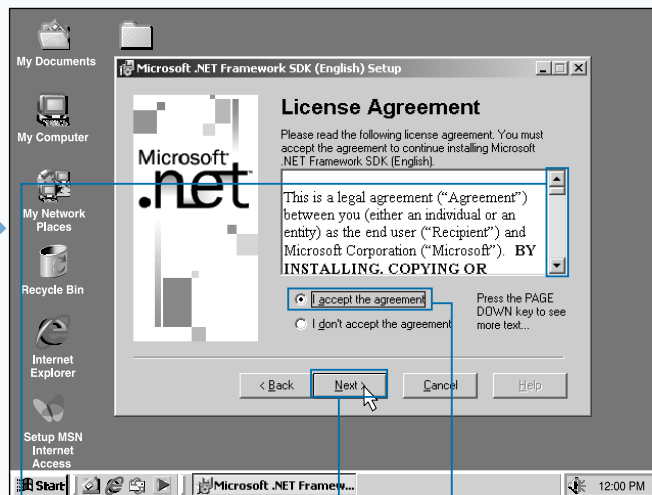 My Documents
Microsoft .NET Framework SDK (English) Setup
License Agreement
Please read the following license agreement. You must
accept the agreement to continue installing Microsoft
.NET Framework SDK (English).
Microsoft
.net
This is a legal agreement (“Agreement”)
between you (either an individual or an
entity) as the end user (“Recipient”) and
Microsoft Corporation (“Microsoft”). BY
INSTALLING, COPYING OR
I accept the agreement
I don't accept the agreement
Press the PAGE
DOWN key to see
more text...
< Back
Next >
Cancel
Help
My Computer
My Network
Places
Recycle Bin
Internet
Explorer
Setup MSN
Internet
Access
Start
Microsoft .NET Framew...
12:00 PM